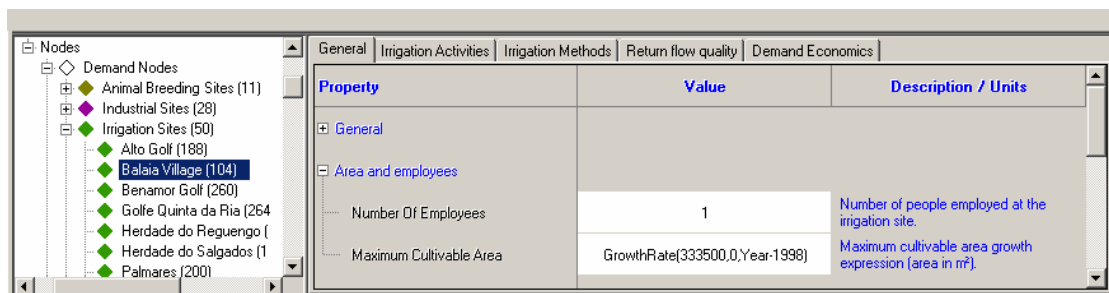 Nodes
Demand Nodes
Animal Breeding Sites (11)
Industrial Sites (28)
Irrigation Sites (50)
Alto Golf (188)
Balaia Village (104)
Benamor Golf (260)
Golfe Quinta da Ria (264
Herdade do Reguengo (
Herdade do Salgados (1
Palmares (200)
General Irrigation Activities Irrigation Methods Return flow quality Demand Economics
Property Value Description / Units
General
Area and employees
Number Of Employees 1 Number of people employed at the
irrigation site.
Maximum Cultivable Area GrowthRate(333500,0,Year-1998) Maximum cultivable area growth
expression (area in m²).